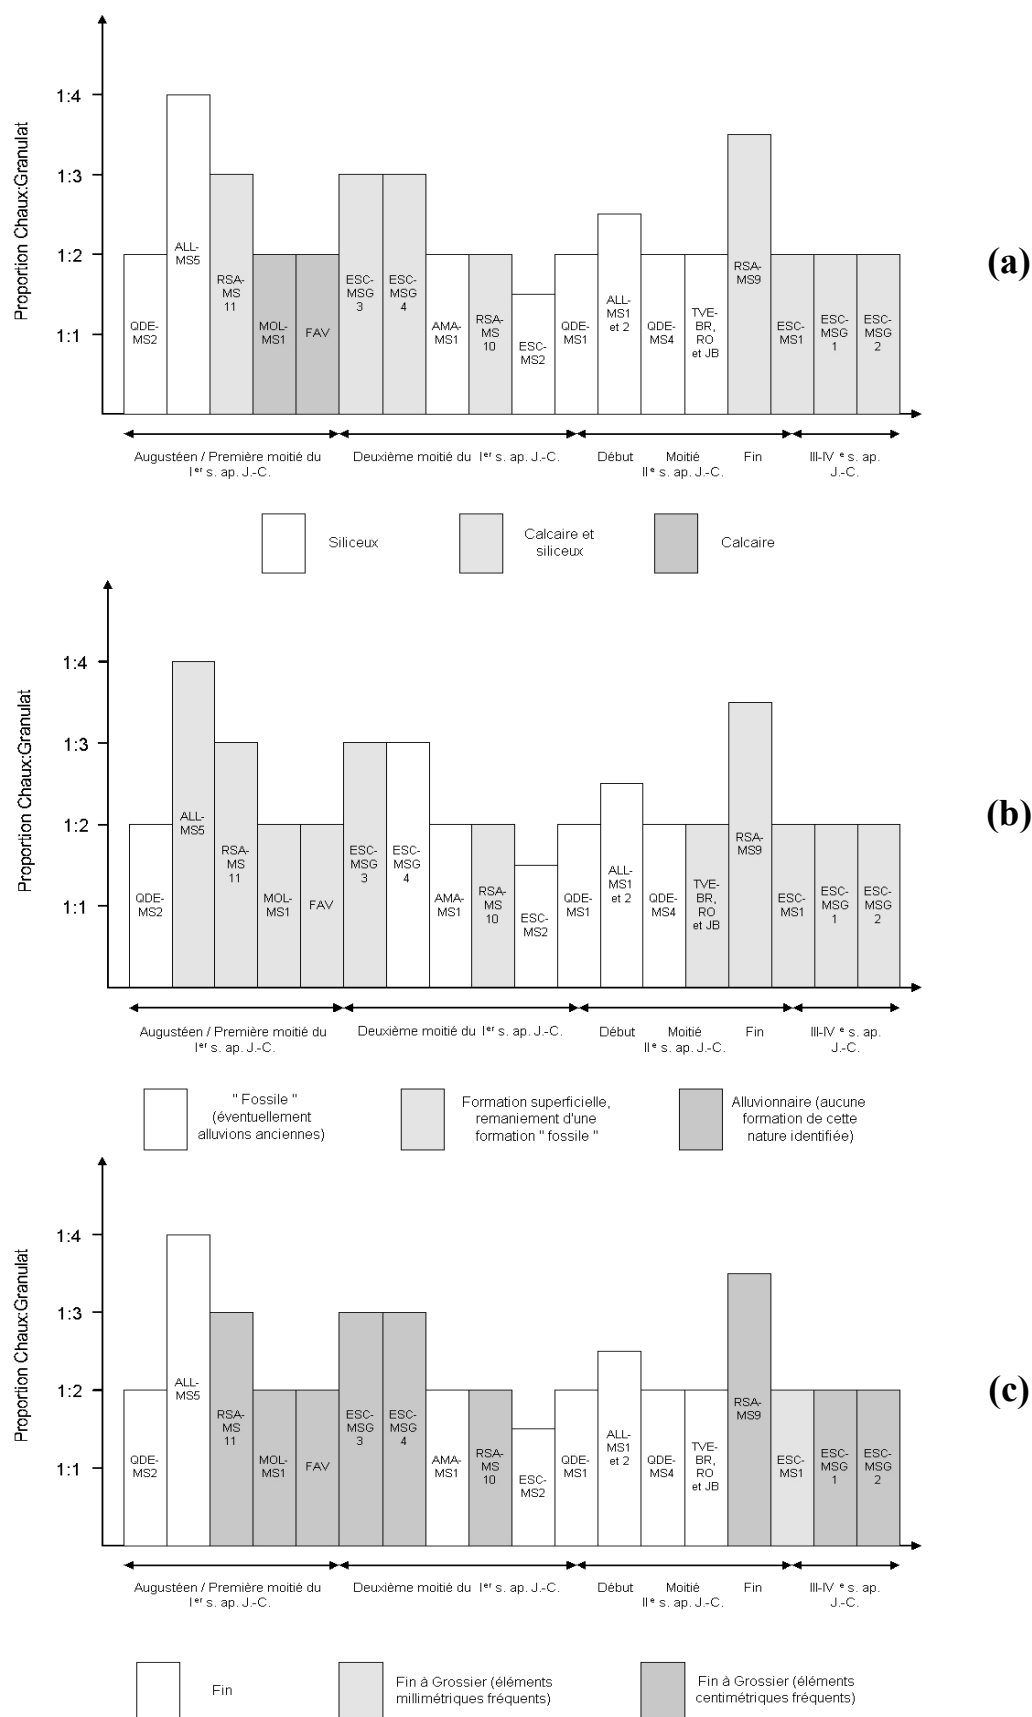 Proportion Chaux:Granulat
1:4
1:3
1:2
1:1
QDE-
MS2
ALL-
MS5
RSA-
MS
11
MOL-
MS1
FAV
ESC-
MSG
3
ESC-
MSG
4
AMA-
MS1
RSA-
MS
10
ESC-
MS2
QDE-
MS1
ALL-
MS1
et 2
QDE-
MS4
TVE-
BR,
RO
et JB
RSA-
MS9
ESC-
MS1
ESC-
MSG
1
ESC-
MSG
2
(a)
Augustéen / Première moitié du
Ier s. ap. J.-C.
Deuxième moitié du Ier s. ap. J.-C.
Début Moitié Fin
IIe s. ap. J.-C.
III-IV e s. ap.
J.-C.
Siliceux
Calcaire et
siliceux
Calcaire
Proportion Chaux:Granulat
1:4
1:3
1:2
1:1
QDE-
MS2
ALL-
MS5
RSA-
MS
11
MOL-
MS1
FAV
ESC-
MSG
3
ESC-
MSG
4
AMA-
MS1
RSA-
MS
10
ESC-
MS2
QDE-
MS1
ALL-
MS1
et 2
QDE-
MS4
TVE-
BR,
RO
et JB
RSA-
MS9
ESC-
MS1
ESC-
MSG
1
ESC-
MSG
2
(b)
Augustéen / Première moitié du
Ier s. ap. J.-C.
Deuxième moitié du Ier s. ap. J.-C.
Début Moitié Fin
IIe s. ap. J.-C.
III-IV e s. ap.
J.-C.
" Fossile "
(éventuellement
alluvions anciennes)
Formation superficielle,
remaniement d'une
formation " fossile "
Alluvionnaire (aucune
formation de cette
nature identifiée)
Proportion Chaux:Granulat
1:4
1:3
1:2
1:1
QDE-
MS2
ALL-
MS5
RSA-
MS
11
MOL-
MS1
FAV
ESC-
MSG
3
ESC-
MSG
4
AMA-
MS1
RSA-
MS
10
ESC-
MS2
QDE-
MS1
ALL-
MS1
et 2
QDE-
MS4
TVE-
BR,
RO
et JB
RSA-
MS9
ESC-
MS1
ESC-
MSG
1
ESC-
MSG
2
(c)
Augustéen / Première moitié du
Ier s. ap. J.-C.
Deuxième moitié du Ier s. ap. J.-C.
Début Moitié Fin
IIe s. ap. J.-C.
III-IV e s. ap.
J.-C.
Fin
Fin à Grossier (éléments
millimétriques fréquents)
Fin à Grossier (éléments
centimétriques fréquents)